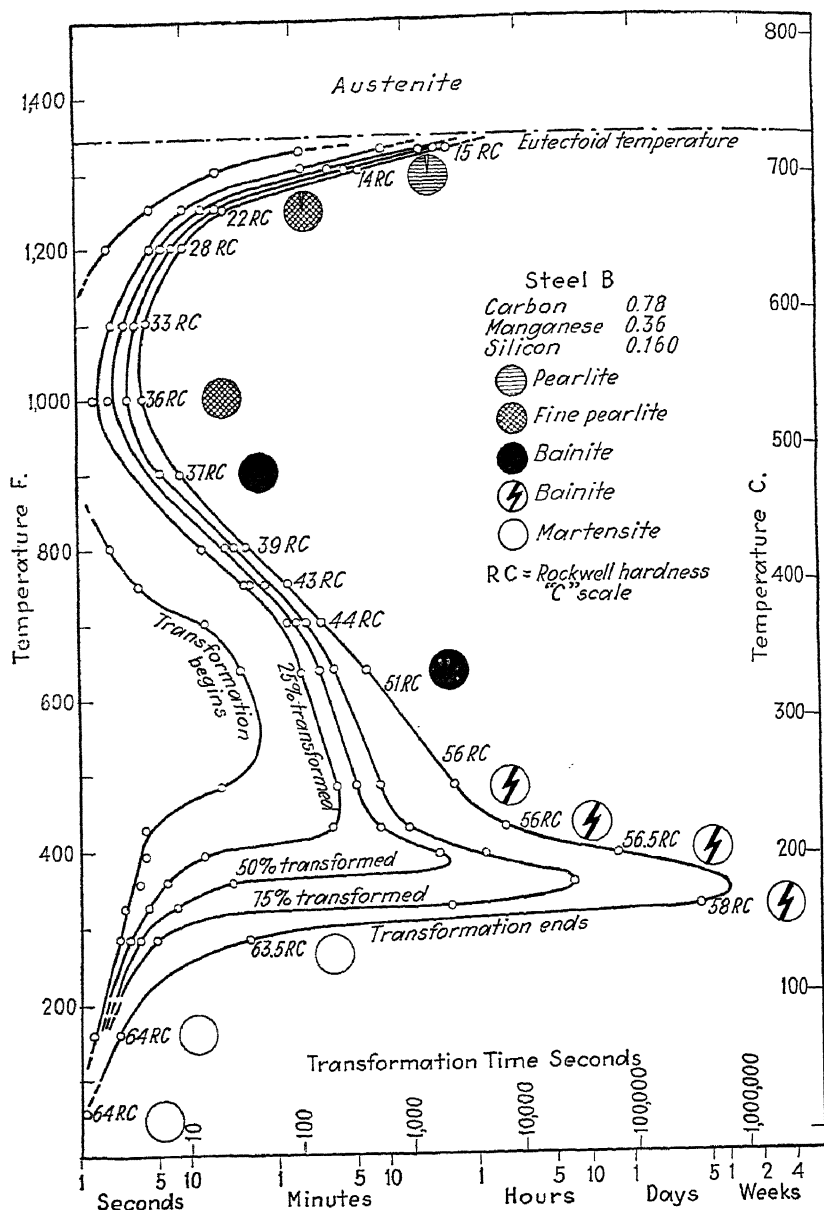 800
Austenite
1,400
Eutectoid temperature
15 RC
700
14 RC
22 RC
1,200
28 RC
Steel B
Carbon 0.78
Manganese 0.36
Silicon 0.160
600
33 RC
Pearlite
36 RC
1,000
Fine pearlite
500
37 RC
Bainite
Bainite
39 RC
800
Martensite
43 RC
RC = Rockwell hardness
"C" scale
400
44 RC
Temperature F.
Temperature C.
Transformation
begins
25% transformed
51 RC
600
300
56 RC
56 RC
56.5 RC
200
400
50% transformed
75% transformed
58 RC
Transformation ends
63.5 RC
100
200
64 RC
Transformation Time Seconds
64 RC
10
100
1,000
10,000
100,000
1,000,000
1 5 10 1 5 10 1 5 10 1 5 1 2 4
Seconds Minutes Hours Days Weeks